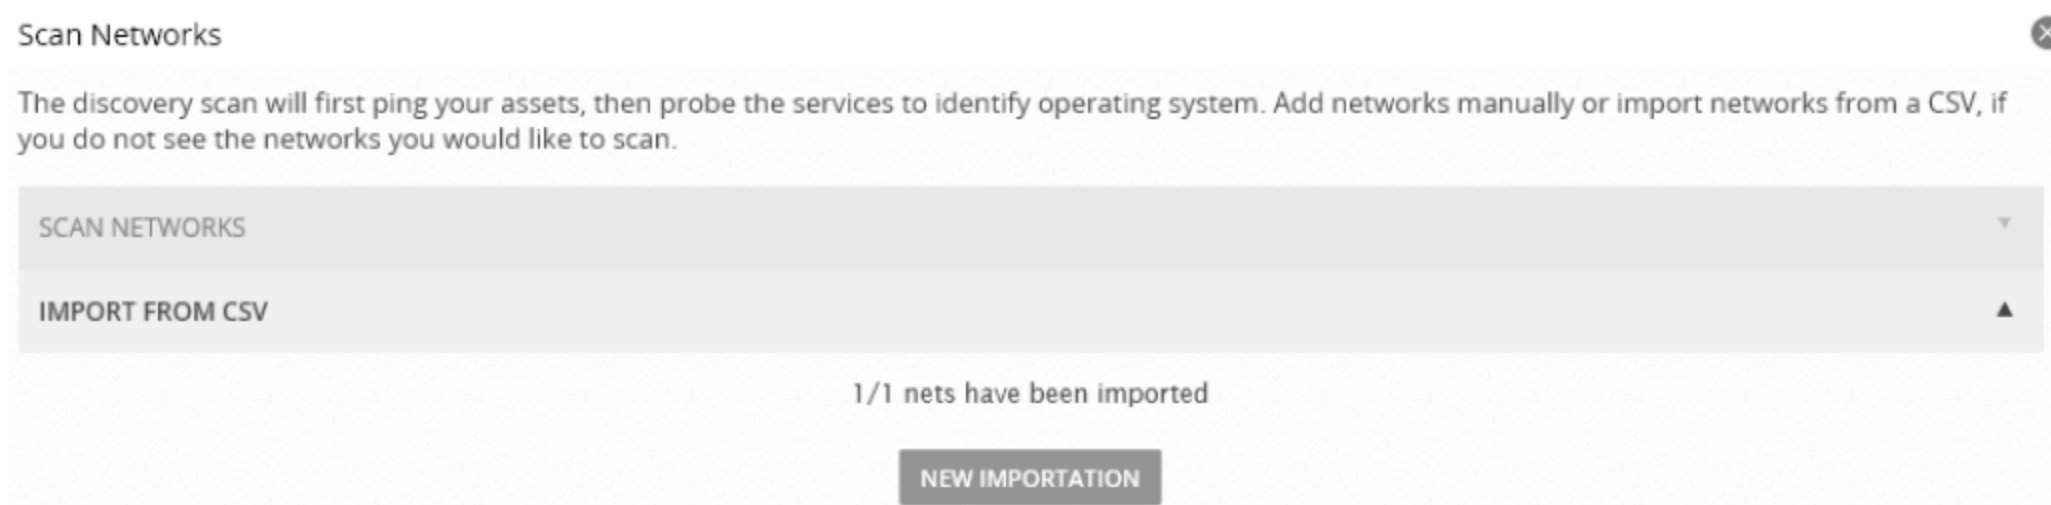 Scan Networks
The discovery scan will first ping your assets, then probe the services to identify operating system. Add networks manually or import networks from a CSV, if
you do not see the networks you would like to scan.
SCAN NETWORKS
IMPORT FROM CSV
1/1 nets have been imported
NEW IMPORTATION